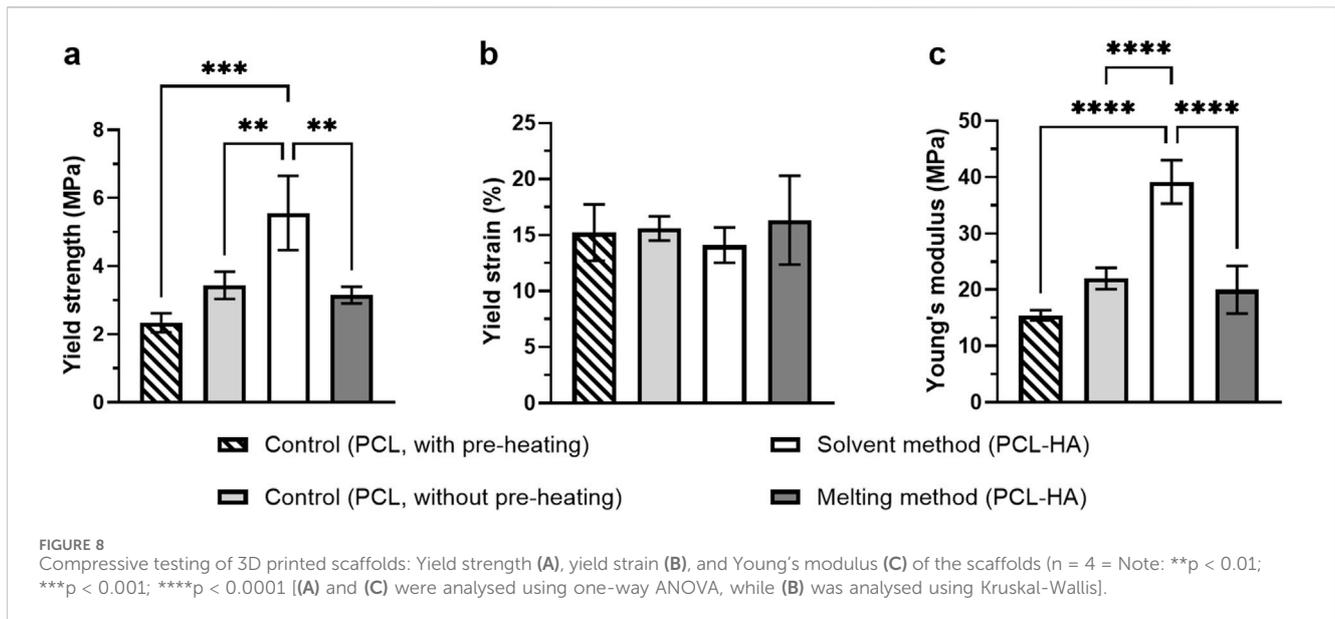 a
***
**
**
Yield strength (MPa)
8
6
4
2
0
b
Yield strain (%)
25
20
15
10
5
0
c
****
****
****
Young's modulus (MPa)
50
40
30
20
10
0
Control (PCL, with pre-heating)
Solvent method (PCL-HA)
Control (PCL, without pre-heating)
Melting method (PCL-HA)
FIGURE 8
Compressive testing of 3D printed scaffolds: Yield strength (A), yield strain (B), and Young's modulus (C) of the scaffolds (n = 4 = Note: **p < 0.01;
***p < 0.001; ****p < 0.0001 [(A) and (C) were analysed using one-way ANOVA, while (B) was analysed using Kruskal-Wallis].